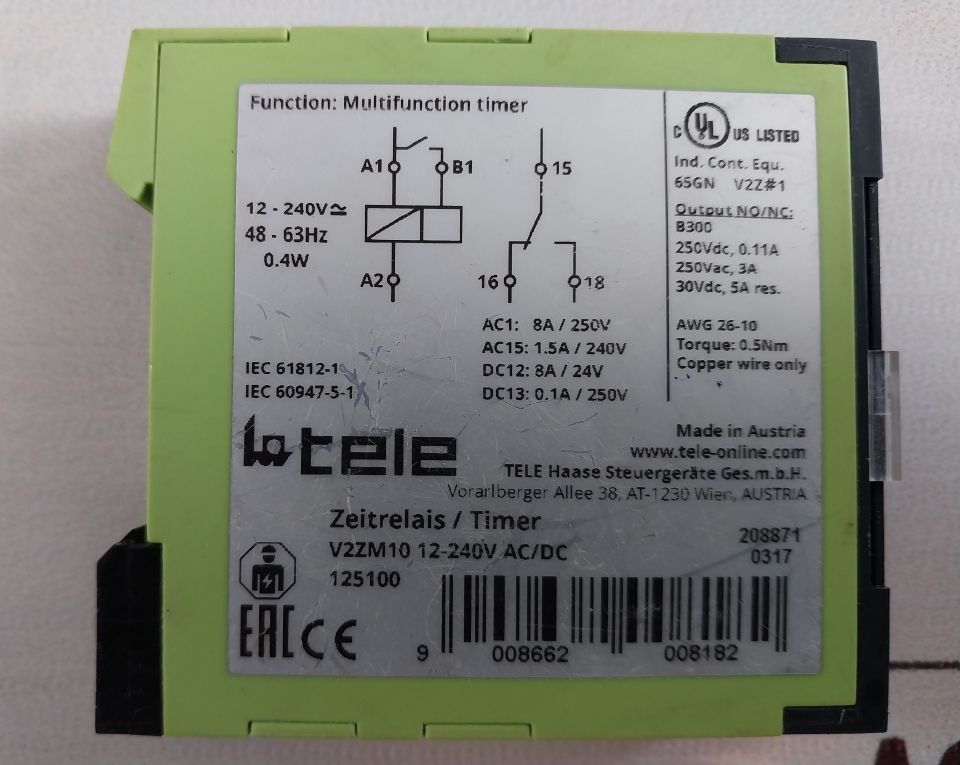 Function: Multifunction timer
A1
B1
12 - 240V≃
48 - 63Hz
0.4W
A2
15
16
18
AC1: 8A / 250V
AC15: 1.5A / 240V
DC12: 8A / 24V
DC13: 0.1A / 250V
IEC 61812-1
IEC 60947-5-1
C UL US LISTED
Ind. Cont. Equ.
65GN V2Z#1
Output NO/NC:
B300
250Vdc, 0.11A
250Vac, 3A
30Vdc, 5A res.
AWG 26-10
Torque: 0.5Nm
Copper wire only
tele
Made in Austria
www.tele-online.com
TELE Haase Steuergeräte Ges.m.b.H.
Vorarlberger Allee 38, AT-1230 Wien, AUSTRIA
Zeitrelais / Timer
V2ZM10 12-240V AC/DC
125100
208871
0317
EAC CE
9 008662 008182